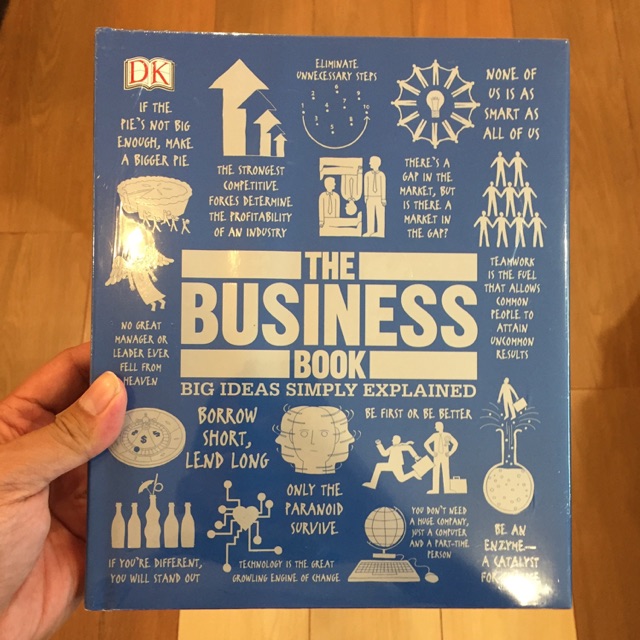 DK
IF THE
PIE'S NOT BIG
ENOUGH, MAKE
A BIGGER PIE
THE STRONGEST
COMPETITIVE
FORCES DETERMINE
THE PROFITABILITY
OF AN INDUSTRY
ELIMINATE
UNNECESSARY STEPS
THERE'S A
GAP IN THE
MARKET, BUT
IS THERE A
MARKET IN
THE GAP?
NONE OF
US IS AS
SMART AS
ALL OF US
TEAMWORK
IS THE FUEL
THAT ALLOWS
COMMON
PEOPLE TO
ATTAIN
UNCOMMON
RESULTS
THE
BUSINESS
BOOK
BIG IDEAS SIMPLY EXPLAINED
NO GREAT
MANAGER OR
LEADER EVER
FELL FROM
HEAVEN
BORROW
SHORT,
LEND LONG
BE FIRST OR BE BETTER
ONLY THE
PARANOID
SURVIVE
IF YOU'RE DIFFERENT,
YOU WILL STAND OUT
TECHNOLOGY IS THE GREAT
GROWLING ENGINE OF CHANGE
YOU DON'T NEED
A HUGE COMPANY,
JUST A COMPUTER
AND A PART-TIME
PERSON
BE AN
ENZYME—
A CATALYST
FOR